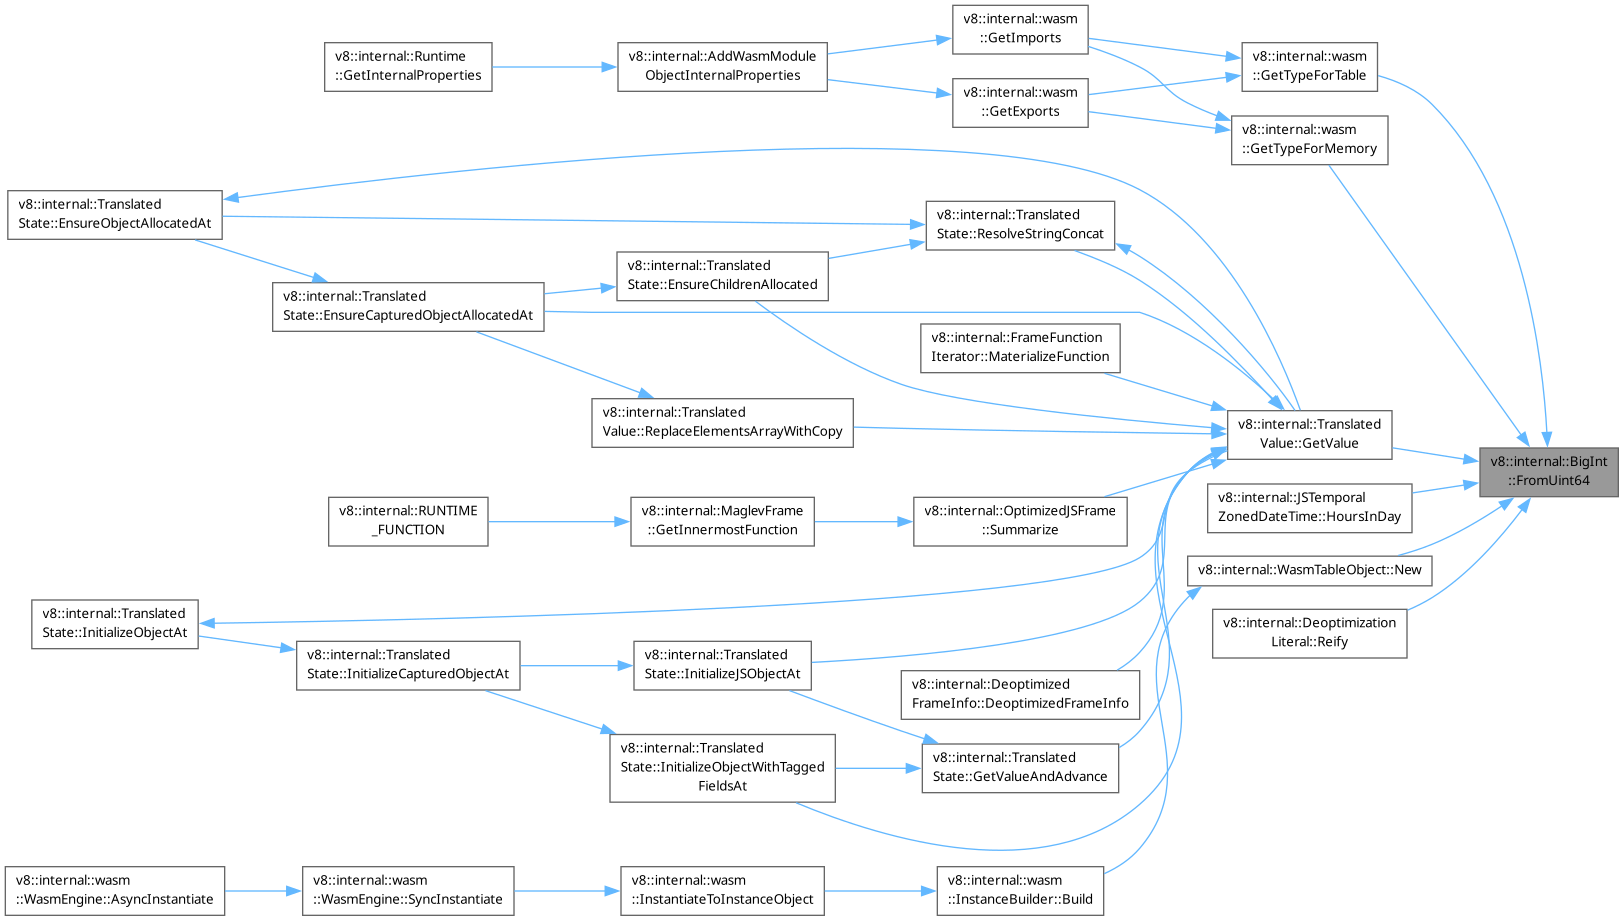 v8::internal::wasm
::GetImports
v8::internal::Runtime
::GetInternalProperties
v8::internal::AddWasmModule
ObjectInternalProperties
v8::internal::wasm
::GetTypeForTable
v8::internal::wasm
::GetExports
v8::internal::wasm
::GetTypeForMemory
v8::internal::Translated
State::EnsureObjectAllocatedAt
v8::internal::Translated
State::ResolveStringConcat
v8::internal::Translated
State::EnsureChildrenAllocated
v8::internal::Translated
State::EnsureCapturedObjectAllocatedAt
v8::internal::FrameFunction
Iterator::MaterializeFunction
v8::internal::Translated
Value::ReplaceElementsArrayWithCopy
v8::internal::Translated
Value::GetValue
v8::internal::BigInt
::FromUint64
v8::internal::JSTemporal
ZonedDateTime::HoursInDay
v8::internal::RUNTIME
_FUNCTION
v8::internal::MaglevFrame
::GetInnermostFunction
v8::internal::OptimizedJSFrame
::Summarize
v8::internal::WasmTableObject::New
v8::internal::Translated
State::InitializeObjectAt
v8::internal::Deoptimization
Literal::Reify
v8::internal::Translated
State::InitializeCapturedObjectAt
v8::internal::Translated
State::InitializeJSObjectAt
v8::internal::Deoptimized
FrameInfo::DeoptimizedFrameInfo
v8::internal::Translated
State::InitializeObjectWithTagged
FieldsAt
v8::internal::Translated
State::GetValueAndAdvance
v8::internal::wasm
::WasmEngine::AsyncInstantiate
v8::internal::wasm
::WasmEngine::SyncInstantiate
v8::internal::wasm
::InstantiateToInstanceObject
v8::internal::wasm
::InstanceBuilder::Build